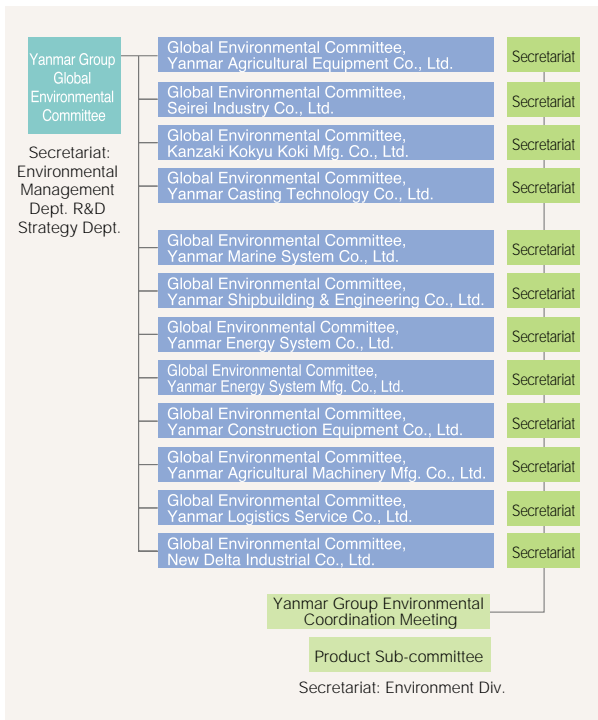 Yanmar Group
Global
Environmental
Committee
Secretariat:
Environmental
Management
Dept. R&D
Strategy Dept.
Global Environmental Committee,
Yanmar Agricultural Equipment Co., Ltd.
Secretariat
Global Environmental Committee,
Seirei Industry Co., Ltd.
Secretariat
Global Environmental Committee,
Kanzaki Kokyu Koki Mfg. Co., Ltd.
Secretariat
Global Environmental Committee,
Yanmar Casting Technology Co., Ltd.
Secretariat
Global Environmental Committee,
Yanmar Marine System Co., Ltd.
Secretariat
Global Environmental Committee,
Yanmar Shipbuilding & Engineering Co., Ltd.
Secretariat
Global Environmental Committee,
Yanmar Energy System Co., Ltd.
Secretariat
Global Environmental Committee,
Yanmar Energy System Mfg. Co., Ltd.
Secretariat
Global Environmental Committee,
Yanmar Construction Equipment Co., Ltd.
Secretariat
Global Environmental Committee,
Yanmar Agricultural Machinery Mfg. Co., Ltd.
Secretariat
Global Environmental Committee,
Yanmar Logistics Service Co., Ltd.
Secretariat
Global Environmental Committee,
New Delta Industrial Co., Ltd.
Secretariat
Yanmar Group Environmental
Coordination Meeting
Product Sub-committee
Secretariat: Environment Div.